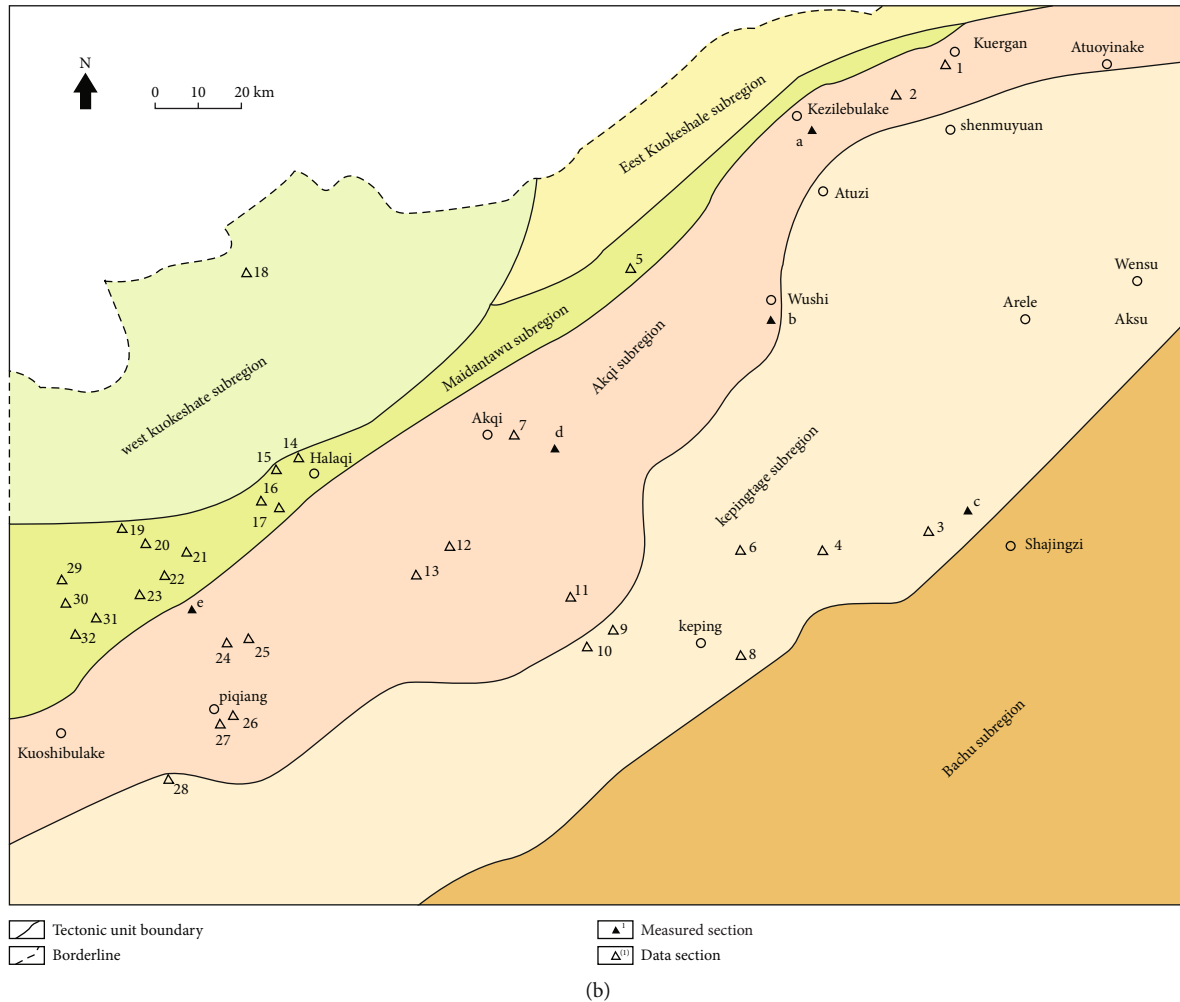 N
0 10 20 km
Kuergan
1
Atuoyinake
2
Kezilebulake
a
shenmuyuan
Eest Kuokeshale subregion
Atuzi
18
5
Wensu
Wushi
b
Arele
Aksu
Maidantawu subregion
Akqi subregion
west kuokeshate subregion
Akqi
7
d
14
15
Halaqi
16
17
kepingtage subregion
c
3
Shajingzi
19
20
21
12
6
4
13
29
22
30
23
e
11
31
32
9
10
keping
8
24
25
piqiang
26
27
Kuoshibulake
28
Bachu subregion
Tectonic unit boundary
Borderline
1 Measured section
(1) Data section
(b)